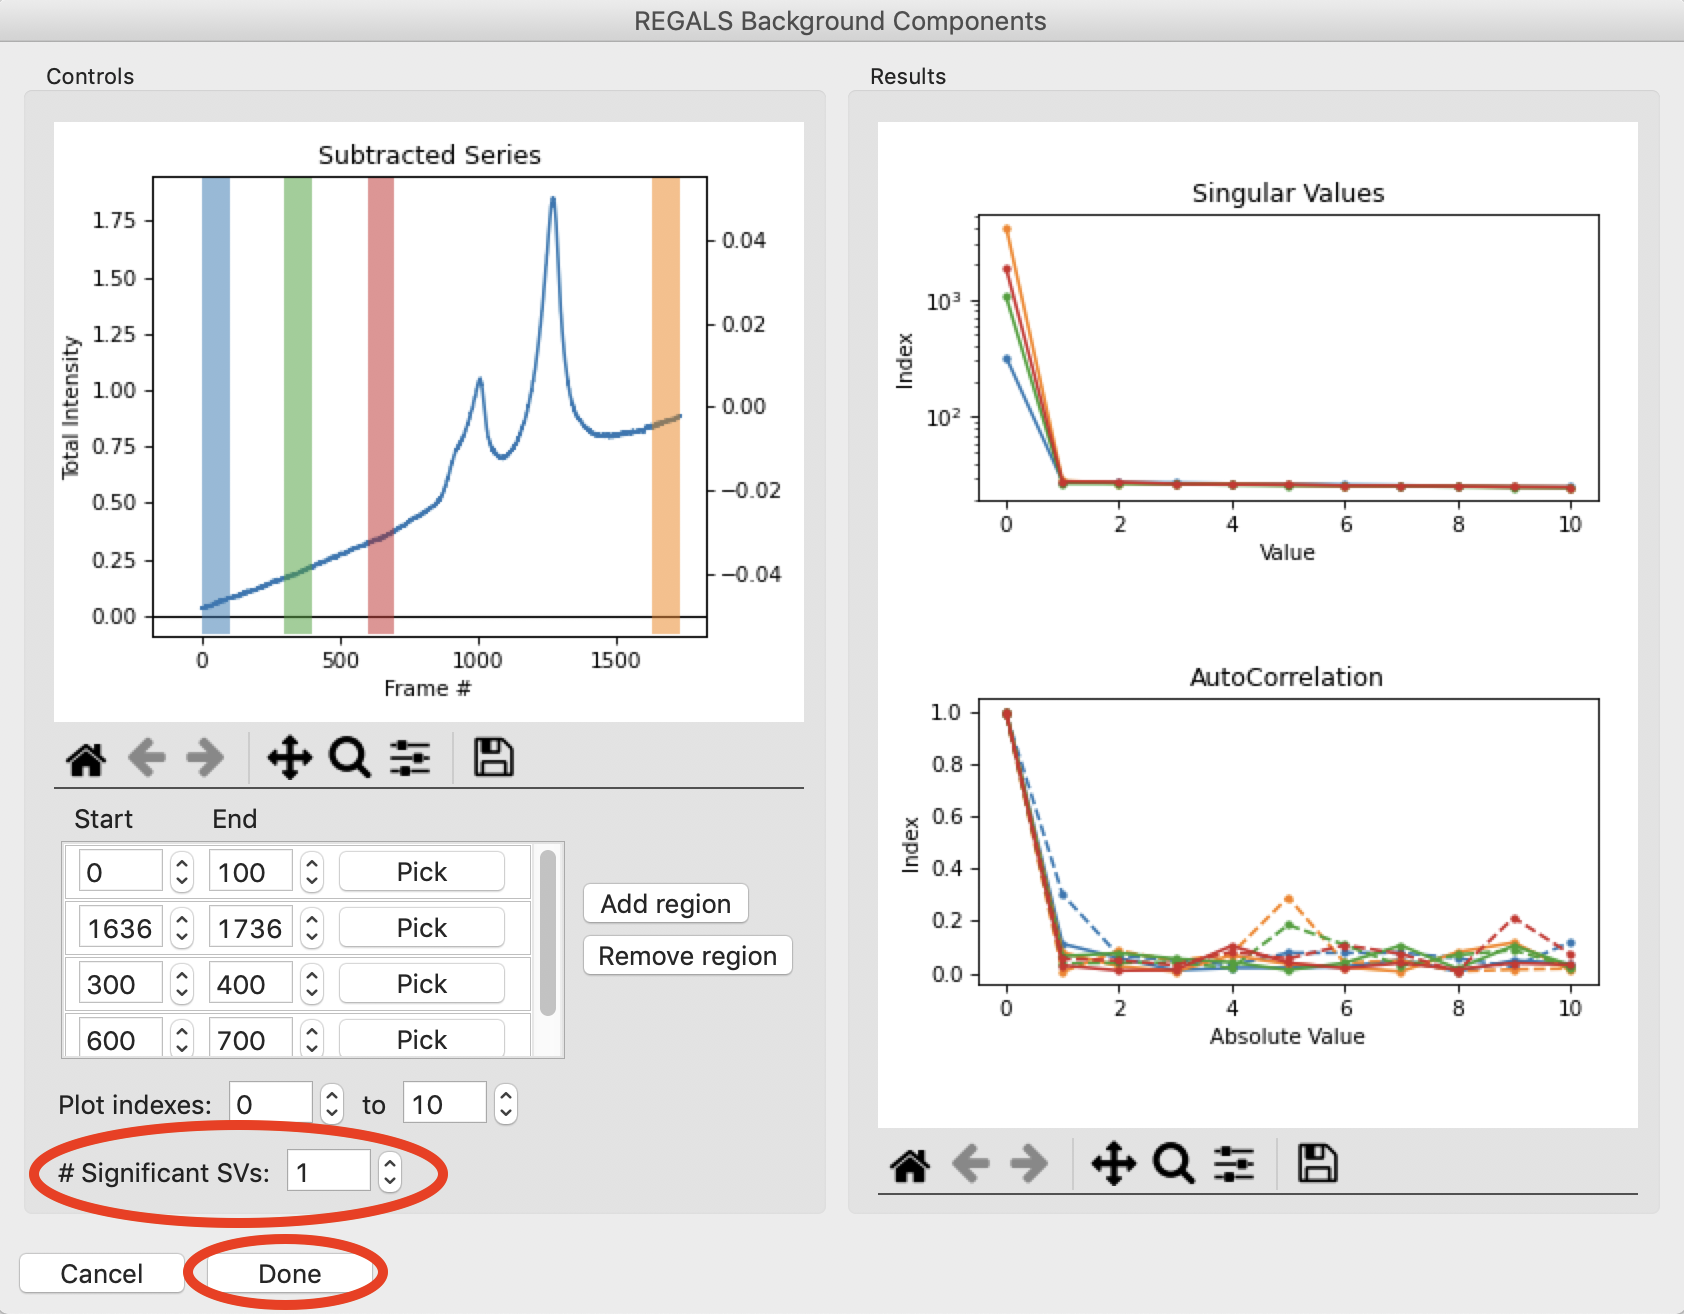 REGALS Background Components
Controls
Subtracted Series
1.75
1.50
1.25
1.00
0.75
0.50
0.25
0.00
Total Intensity
0.04
0.02
0.00
−0.02
−0.04
0 500 1000 1500
Frame #
Start End
0 100 Pick
1636 1736 Pick
300 400 Pick
600 700 Pick
Add region
Remove region
Plot indexes: 0 to 10
# Significant SVs: 1
Cancel Done
Results
Singular Values
10³
10²
Index
0 2 4 6 8 10
Value
AutoCorrelation
1.0
0.8
0.6
0.4
0.2
0.0
Index
0 2 4 6 8 10
Absolute Value